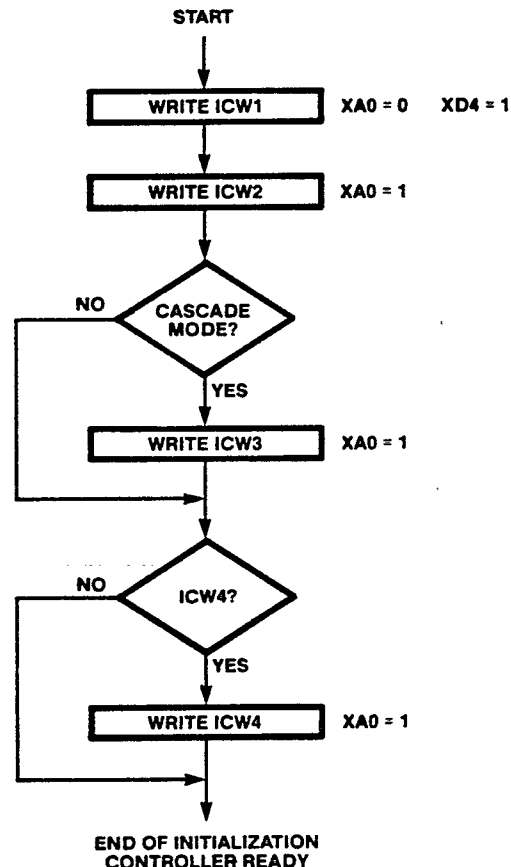 START
WRITE ICW1 XA0 = 0 XD4 = 1
WRITE ICW2 XA0 = 1
NO
CASCADE
MODE?
YES
WRITE ICW3 XA0 = 1
NO
ICW4?
YES
WRITE ICW4 XA0 = 1
END OF INITIALIZATION
CONTROLLER READY